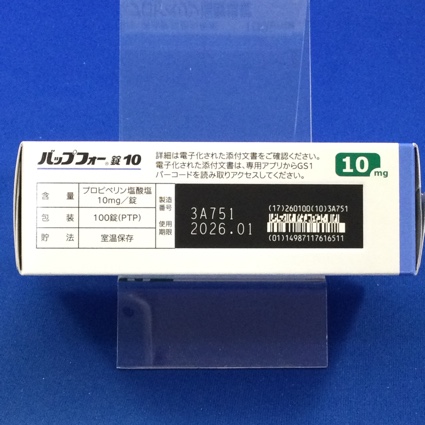 バップフォー®錠10
詳細は電子化された添付文書をご確認ください。
電子化された添付文書は、専用アプリからGS1
バーコードを読み取りアクセスしてください。
10mg
含量 プロピベリン塩酸塩
10mg/錠
包装 100錠(PTP)
貯法 室温保存
製造番号 3A751
使用期限 2026.01
(17)260100(10)3A751
(01)14987117616511